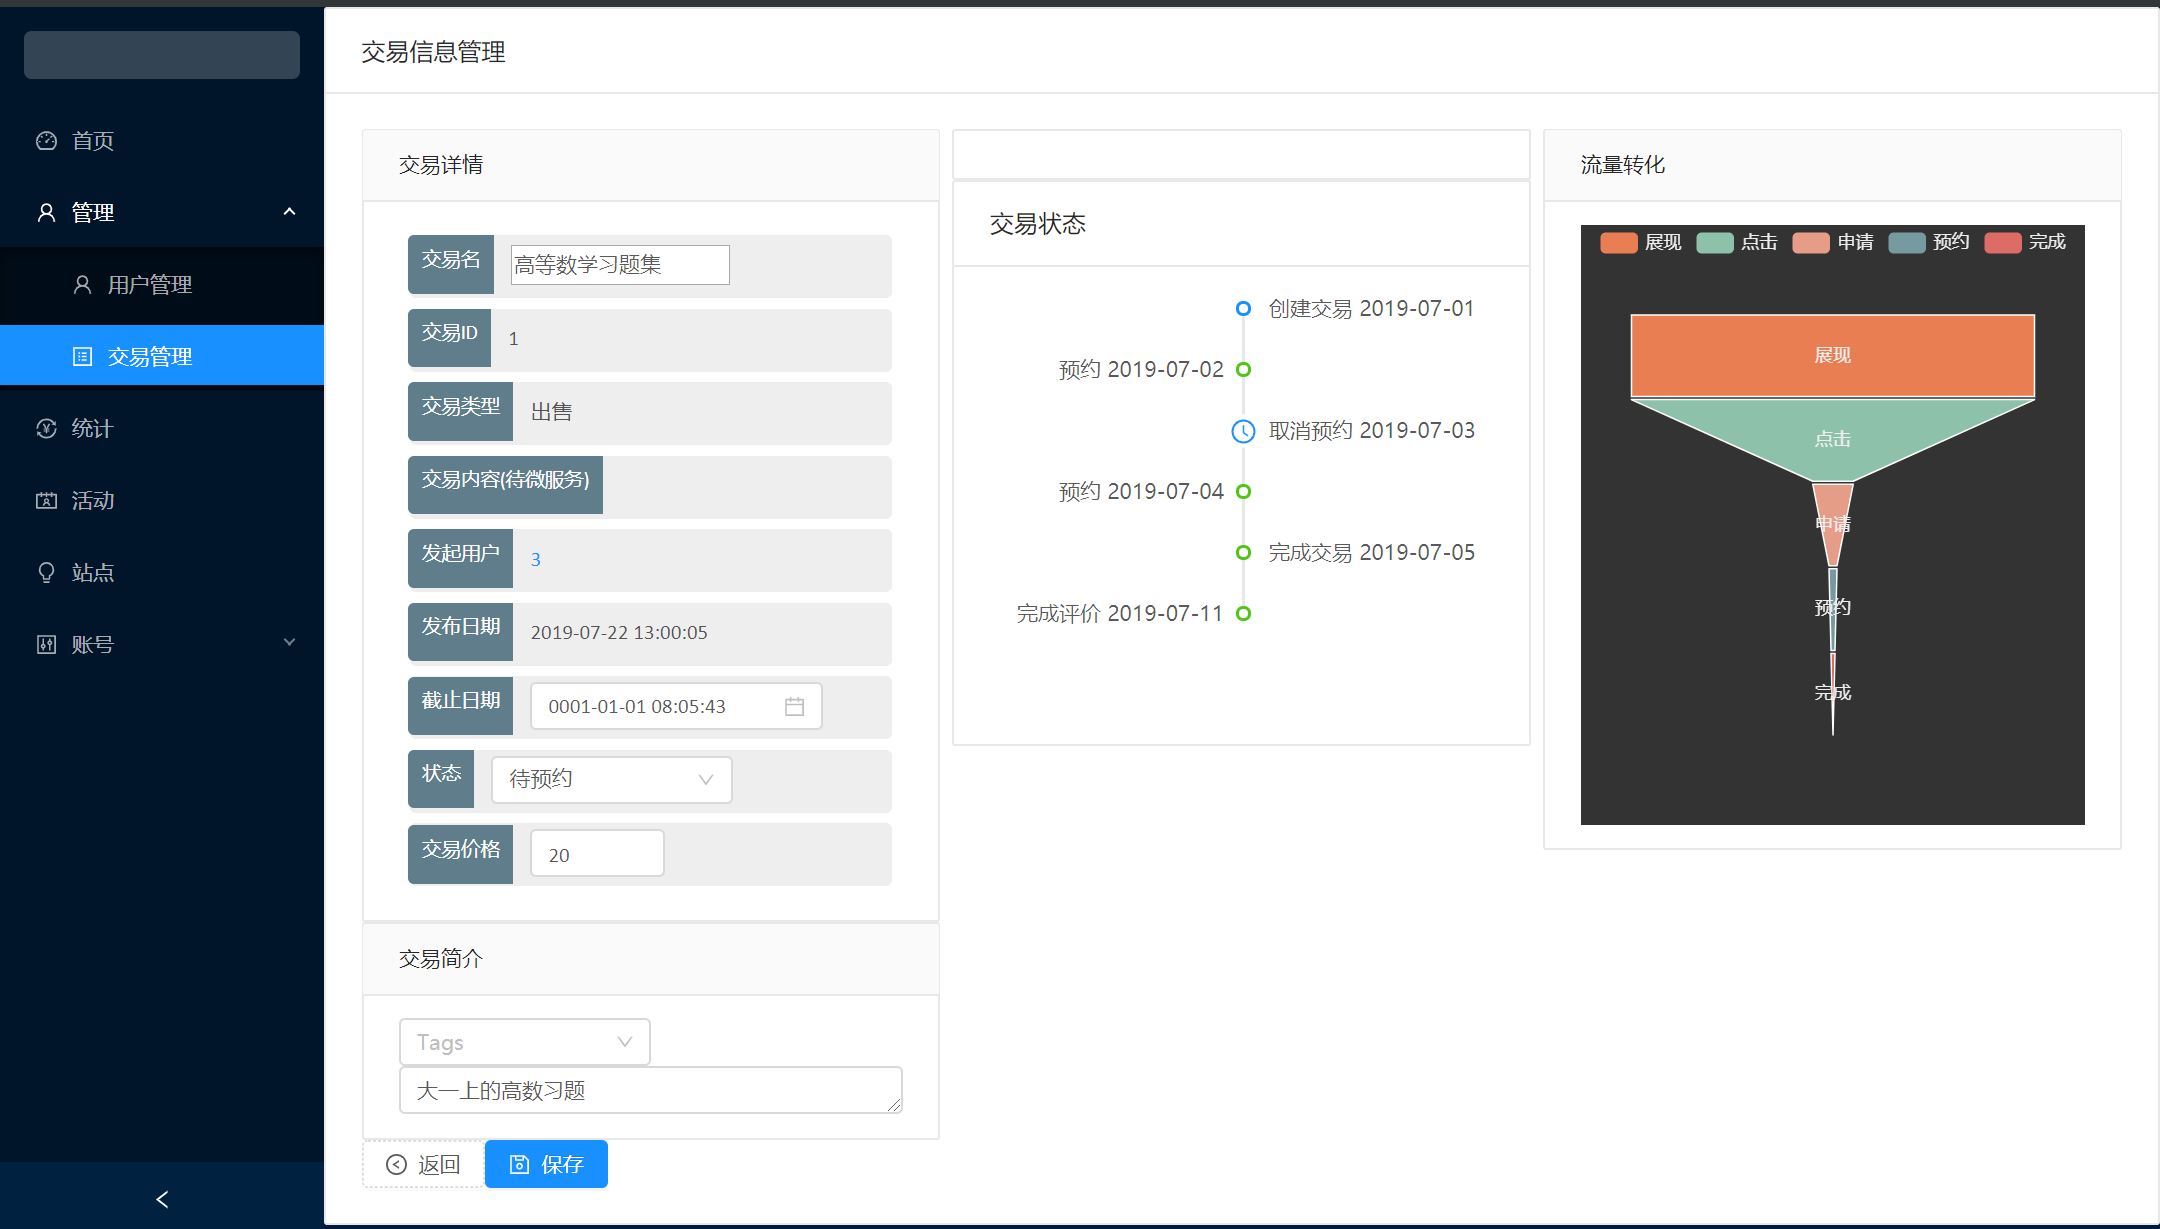 交易信息管理
首页
管理
用户管理
交易管理
统计
活动
站点
账号
交易详情
交易名 高等数学习题集
交易ID 1
交易类型 出售
交易内容(待微服务)
发起用户 3
发布日期 2019-07-22 13:00:05
截止日期 0001-01-01 08:05:43
状态 待预约
交易价格 20
交易简介
Tags
大一上的高数习题
返回 保存
交易状态
创建交易 2019-07-01
预约 2019-07-02
取消预约 2019-07-03
预约 2019-07-04
完成交易 2019-07-05
完成评价 2019-07-11
流量转化
展现 点击 申请 预约 完成
展现
点击
申请
预约
完成